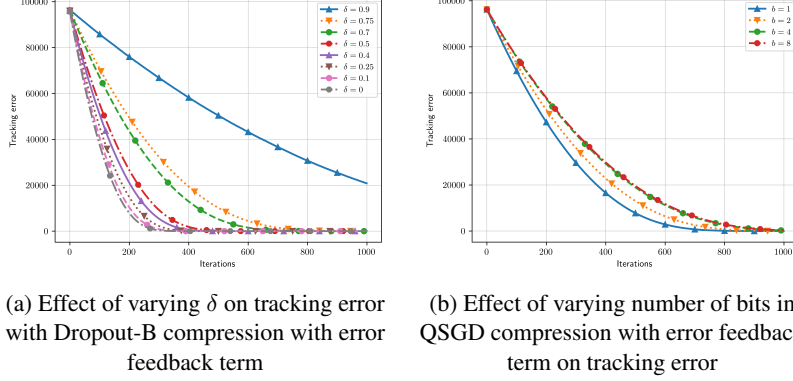 100000
80000
60000
40000
20000
0
Tracking error
0
200
400
600
800
1000
Iterations
δ = 0.9
δ = 0.75
δ = 0.7
δ = 0.5
δ = 0.4
δ = 0.25
δ = 0.1
δ = 0
100000
80000
60000
40000
20000
0
Tracking error
0
200
400
600
800
1000
Iterations
b = 1
b = 2
b = 4
b = 8
(a) Effect of varying δ on tracking error
with Dropout-B compression with error
feedback term
(b) Effect of varying number of bits in
QSGD compression with error feedbac
term on tracking error